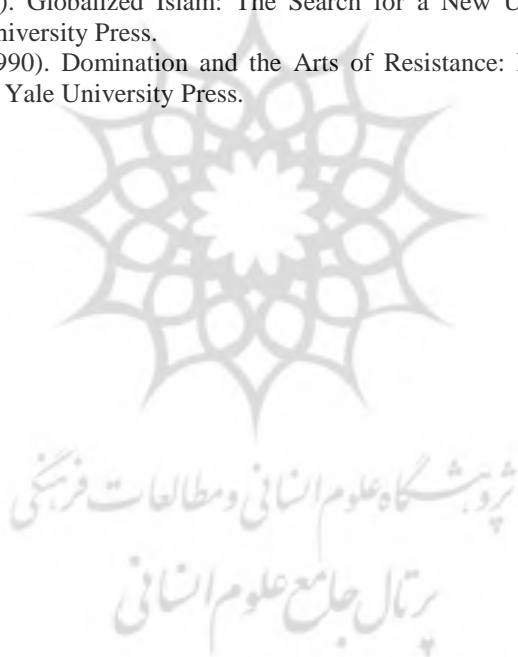 ). Globalized Islam: The Search for a New U
niversity Press.
990). Domination and the Arts of Resistance:
Yale University Press.
پژوهشگاه علوم انسانی و مطالعات فرهنگی
پرتال جامع علوم انسانی